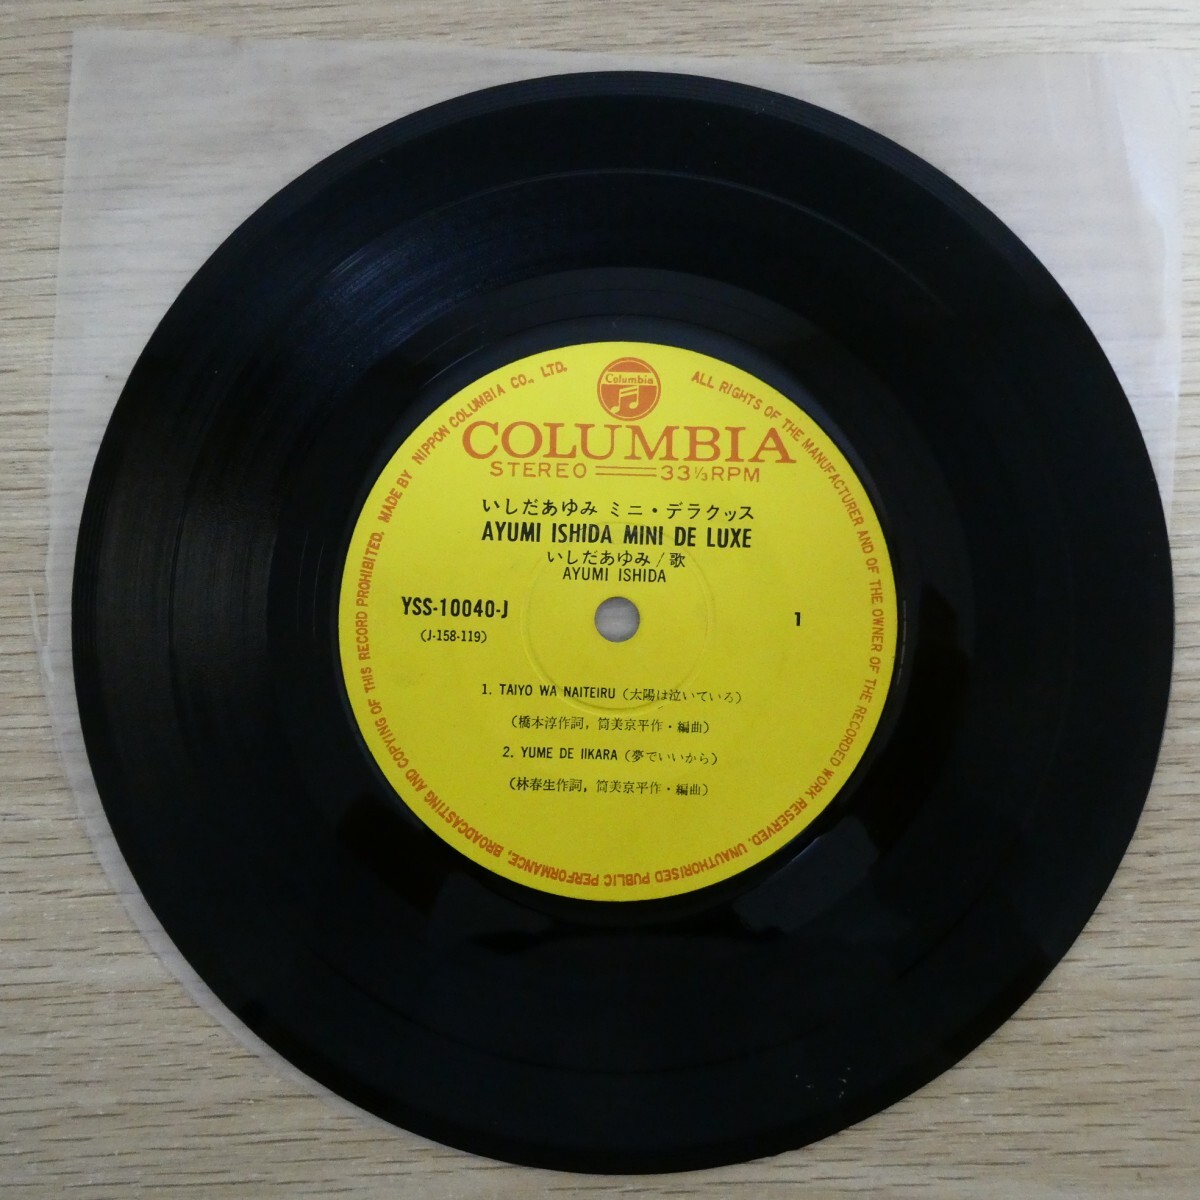 Columbia
COLUMBIA
STEREO 33⅓RPM
いしだあゆみ ミニ・デラクッス
AYUMI ISHIDA MINI DE LUXE
いしだあゆみ/歌
AYUMI ISHIDA
YSS-10040-J
1
(J-158-119)
1. TAIYO WA NAITEIRU (太陽は泣いている)
(橋本淳作詞, 筒美京平作・編曲)
2. YUME DE IIKARA (夢でいいから)
(林春生作詞, 筒美京平作・編曲)
MADE BY NIPPON COLUMBIA CO., LTD. ALL RIGHTS OF THE MANUFACTURER AND OF THE OWNER OF THE RECORDED WORK RESERVED. UNAUTHORISED PUBLIC PERFORMANCE, BROADCASTING AND COPYING OF THIS RECORD PROHIBITED.